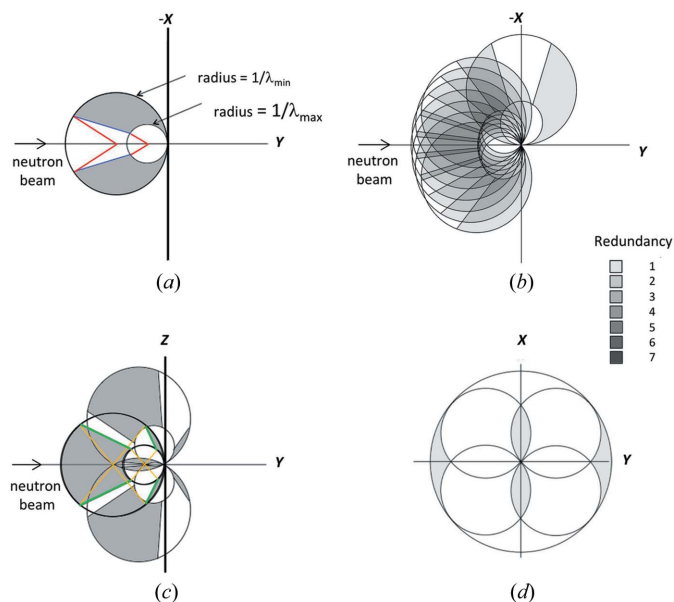 -X
radius = 1/λmin
radius = 1/λmax
Y
neutron
beam
(a)
-X
Y
neutron
beam
(b)
Redundancy
1
2
3
4
5
6
7
Z
Y
neutron
beam
(c)
X
Y
(d)